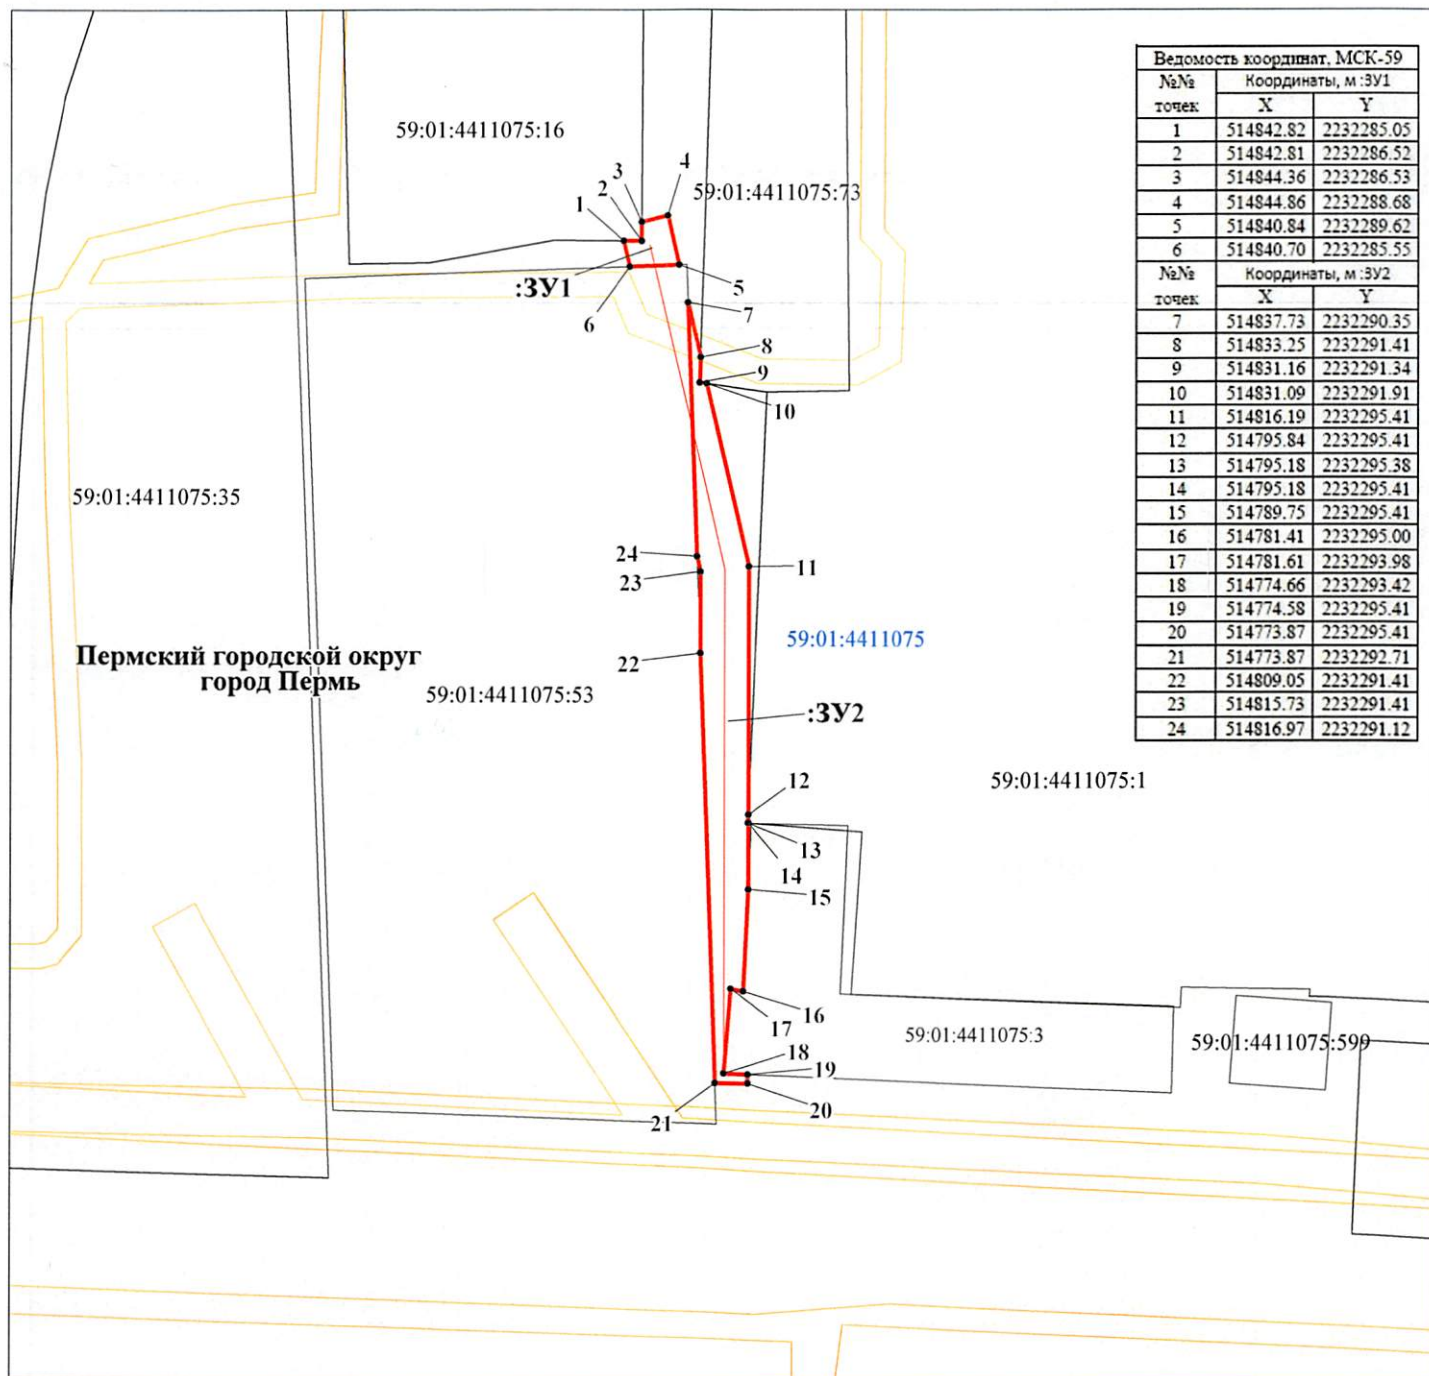 Ведомость координат, МСК-59
№№ точек Координаты, м :ЗУ1
X Y
1 514842.82 2232285.05
2 514842.81 2232286.52
3 514844.36 2232286.53
4 514844.86 2232288.68
5 514840.84 2232289.62
6 514840.70 2232285.55
№№ точек Координаты, м :ЗУ2
X Y
7 514837.73 2232290.35
8 514833.25 2232291.41
9 514831.16 2232291.34
10 514831.09 2232291.91
11 514816.19 2232295.41
12 514795.84 2232295.41
13 514795.18 2232295.38
14 514795.18 2232295.41
15 514789.75 2232295.41
16 514781.41 2232295.00
17 514781.61 2232293.98
18 514774.66 2232293.42
19 514774.58 2232295.41
20 514773.87 2232295.41
21 514773.87 2232292.71
22 514809.05 2232291.41
23 514815.73 2232291.41
24 514816.97 2232291.12
59:01:4411075:16
59:01:4411075:73
4
3
2
1
:ЗУ1
5
6
7
8
9
10
59:01:4411075:35
24
23
11
59:01:4411075
22
Пермский городской округ
город Пермь
59:01:4411075:53
:ЗУ2
59:01:4411075:1
12
13
14
15
16
17
59:01:4411075:3
59:01:4411075:599
18
19
20
21